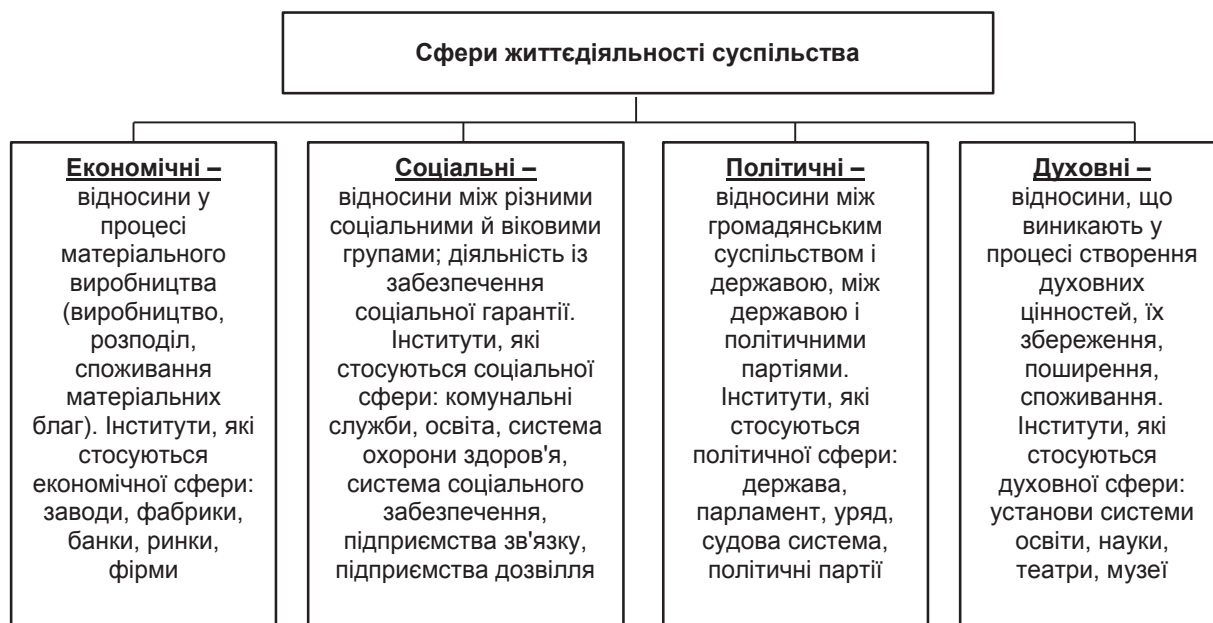 Сфери життєдіяльності суспільства
Економічні –
відносини у
процесі
матеріального
виробництва
(виробництво,
розподіл,
споживання
матеріальних
благ). Інститути, які
стосуються
економічної сфери:
заводи, фабрики,
банки, ринки,
фірми
Соціальні –
відносини між різними
соціальними й віковими
групами; діяльність із
забезпечення
соціальної гарантії.
Інститути, які
стосуються соціальної
сфери: комунальні
служби, освіта, система
охорони здоров'я,
система соціального
забезпечення,
підприємства зв'язку,
підприємства дозвілля
Політичні –
відносини між
громадянським
суспільством і
державою, між
державою і
політичними
партіями.
Інститути, які
стосуються
політичної сфери:
держава,
парламент, уряд,
судова система,
політичні партії
Духовні –
відносини, що
виникають у
процесі створення
духовних
цінностей, їх
збереження,
поширення,
споживання.
Інститути, які
стосуються
духовної сфери:
установи системи
освіти, науки,
театри, музеї